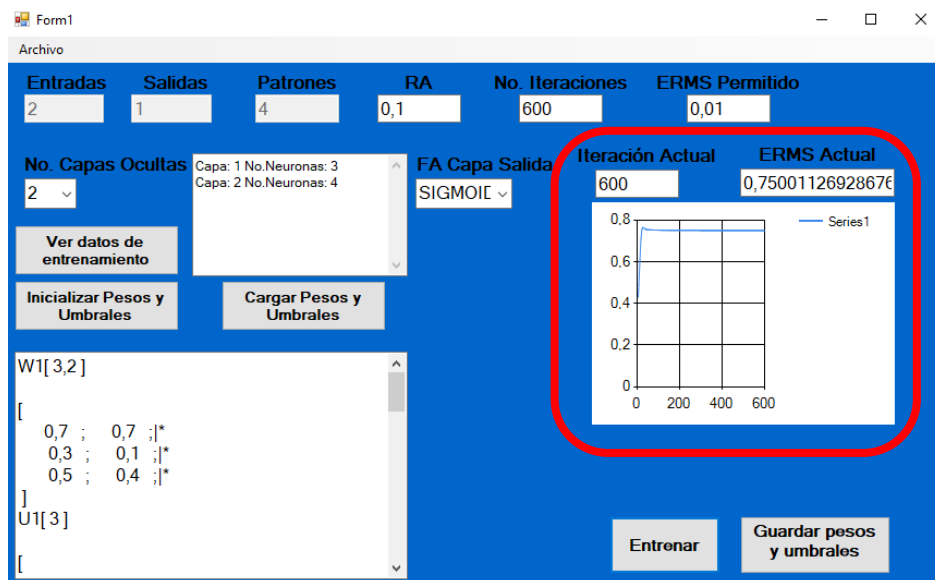 Form1
Archivo
Entradas Salidas Patrones RA No. Iteraciones ERMS Permitido
2 1 4 0,1 600 0,01
No. Capas Ocultas
2
Capa: 1 No.Neuronas: 3
Capa: 2 No.Neuronas: 4
FA Capa Salida
SIGMOIE
Iteración Actual ERMS Actual
600 0,75001126928676
Ver datos de
entrenamiento
Inicializar Pesos y
Umbrales
Cargar Pesos y
Umbrales
0,8
0,6
0,4
0,2
0
0 200 400 600
Series1
W1[ 3,2 ]
[
0,7 ; 0,7 ;|*
0,3 ; 0,1 ;|*
0,5 ; 0,4 ;|*
]
U1[ 3 ]
[
Entrenar
Guardar pesos
y umbrales